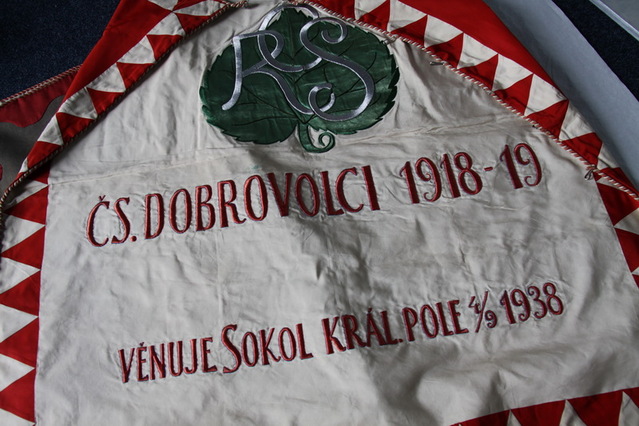 RS
ČS. DOBROVOLCI 1918-19
VĚNUJE SOKOL KRÁL. POLE 4/9 1938